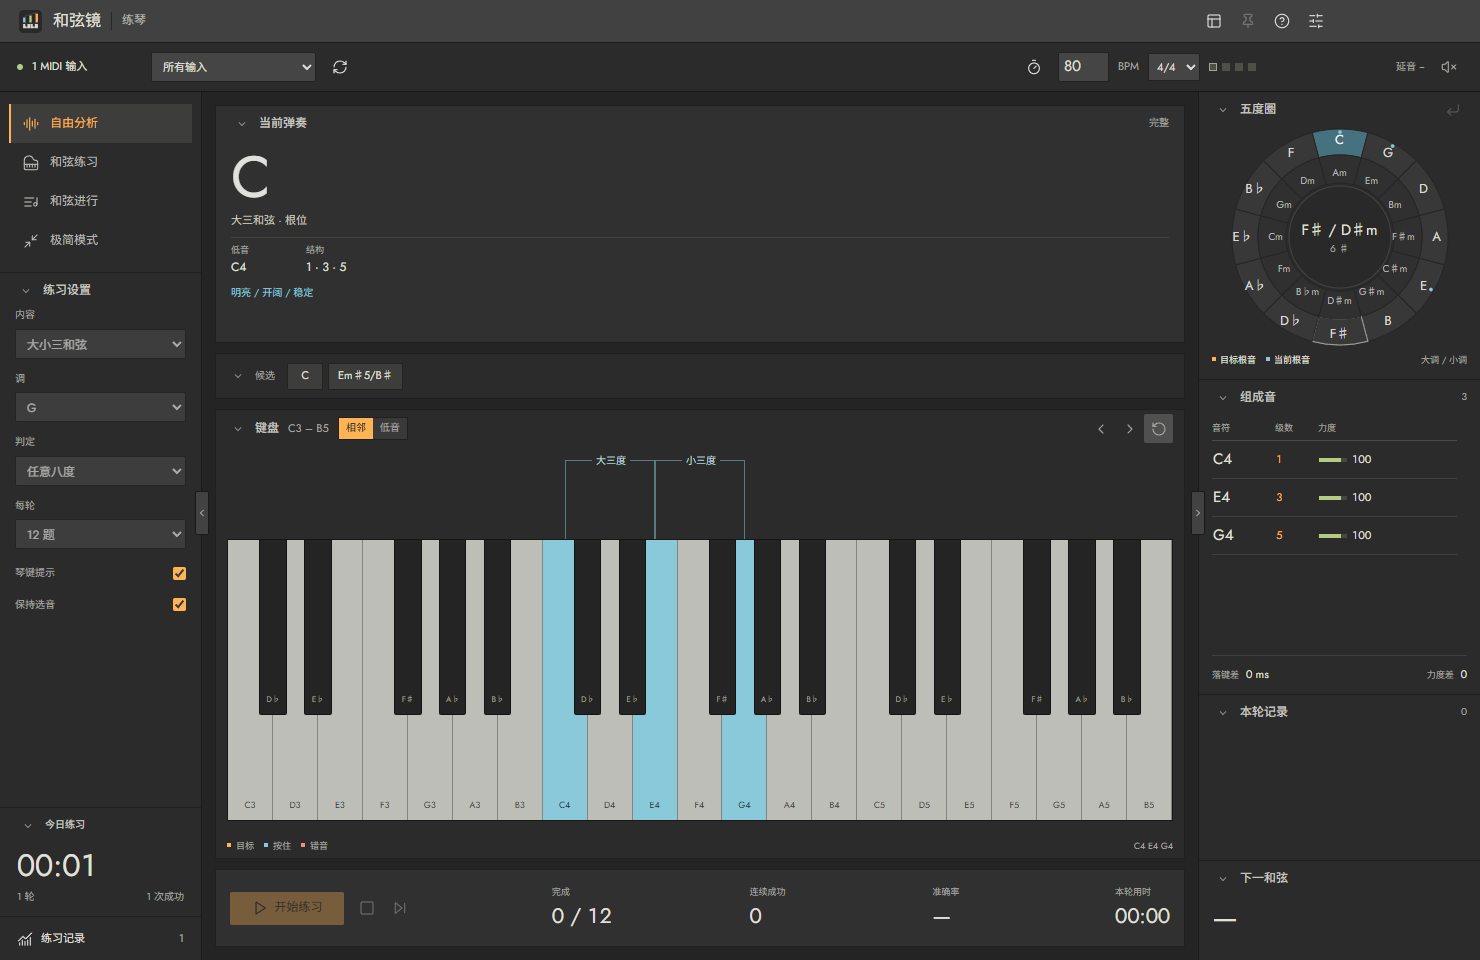 和弦镜 练琴
1 MIDI 输入 所有输入 80 BPM 4/4 延音 –
自由分析
和弦练习
和弦进行
极简模式
练习设置
内容
大小三和弦
调
G
判定
任意八度
每轮
12 题
琴键提示
保持选音
今日练习
00:01
1 轮 1 次成功
练习记录 1
当前弹奏 完整
C
大三和弦 · 根位
低音 结构
C4 1 · 3 · 5
明亮 / 开阔 / 稳定
候选 C Em♯5/B♯
键盘 C3 – B5 相邻 低音
大三度 小三度
D♭ E♭ F♯ A♭ B♭ D♭ E♭ F♯ A♭ B♭ D♭ E♭ F♯ A♭ B♭
C3 D3 E3 F3 G3 A3 B3 C4 D4 E4 F4 G4 A4 B4 C5 D5 E5 F5 G5 A5 B5
目标 按住 错音 C4 E4 G4
开始练习
完成 连续成功 准确率 本轮用时
0 / 12 0 — 00:00
五度圈
C
F G
Am
Dm Em
B♭ D
Gm Bm
F♯ / D♯m
E♭ Cm F♯m A
6 ♯
Fm C♯m
A♭ E
B♭m G♯m
D♯m
D♭ B
F♯
目标根音 当前根音 大调 / 小调
组成音 3
音符 级数 力度
C4 1 100
E4 3 100
G4 5 100
落键差 0 ms 力度差 0
本轮记录 0
下一和弦
—